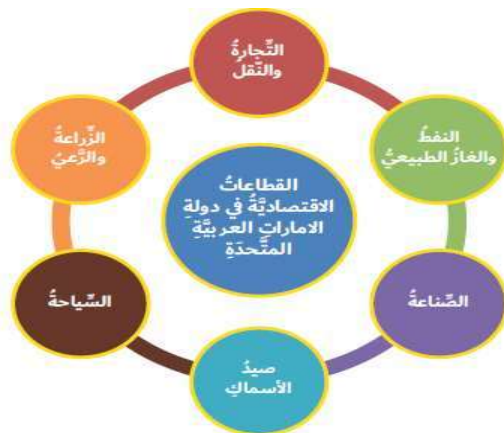 التِّجارةُ
والنَّقلُ
النفطُ
والغازُ الطبيعيُّ
الصِّناعةُ
صيدُ
الأسماكِ
السِّياحةُ
الزِّراعةُ
والرَّعيُ
القطاعاتُ
الاقتصاديَّةُ في دولةِ
الاماراتِ العربيَّةِ
المتَّحدَةِ